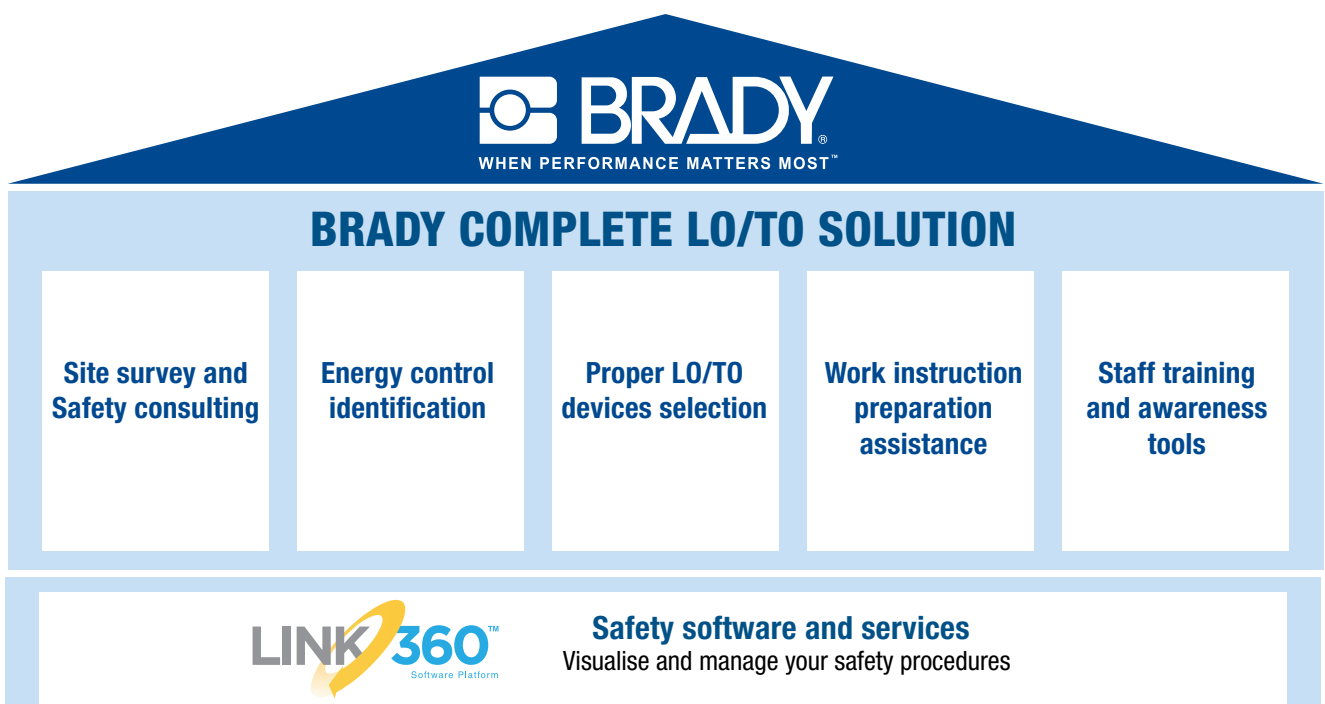 BRADY®
WHEN PERFORMANCE MATTERS MOST™
BRADY COMPLETE LO/TO SOLUTION
Site survey and
Safety consulting
Energy control
identification
Proper LO/TO
devices selection
Work instruction
preparation
assistance
Staff training
and awareness
tools
LINK360™
Software Platform
Safety software and services
Visualise and manage your safety procedures